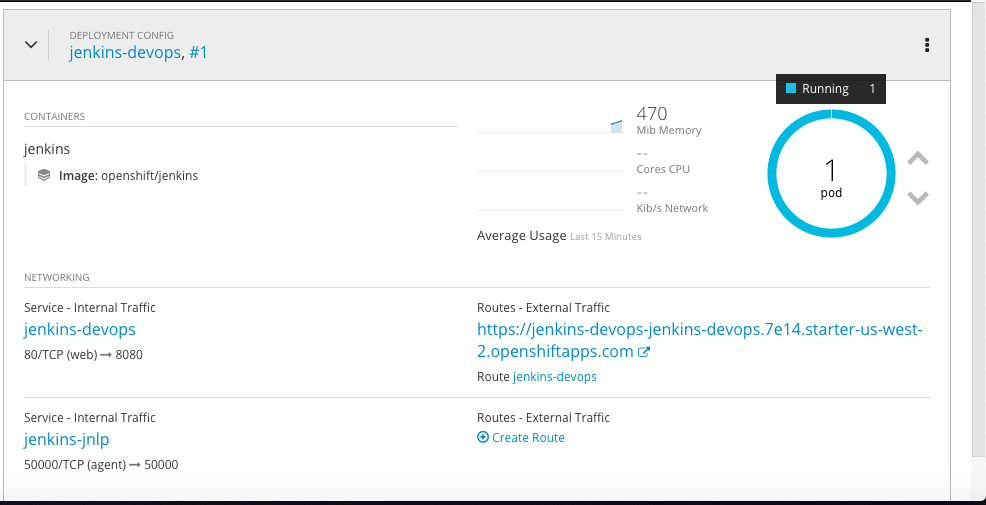 DEPLOYMENT CONFIG
jenkins-devops, #1
Running 1
CONTAINERS
jenkins
Image: openshift/jenkins
470
Mib Memory
--
Cores CPU
--
Kib/s Network
Average Usage Last 15 Minutes
1
pod
NETWORKING
Service - Internal Traffic
jenkins-devops
80/TCP (web) → 8080
Routes - External Traffic
https://jenkins-devops-jenkins-devops.7e14.starter-us-west-
2.openshiftapps.com
Route jenkins-devops
Service - Internal Traffic
jenkins-jnlp
50000/TCP (agent) → 50000
Routes - External Traffic
Create Route